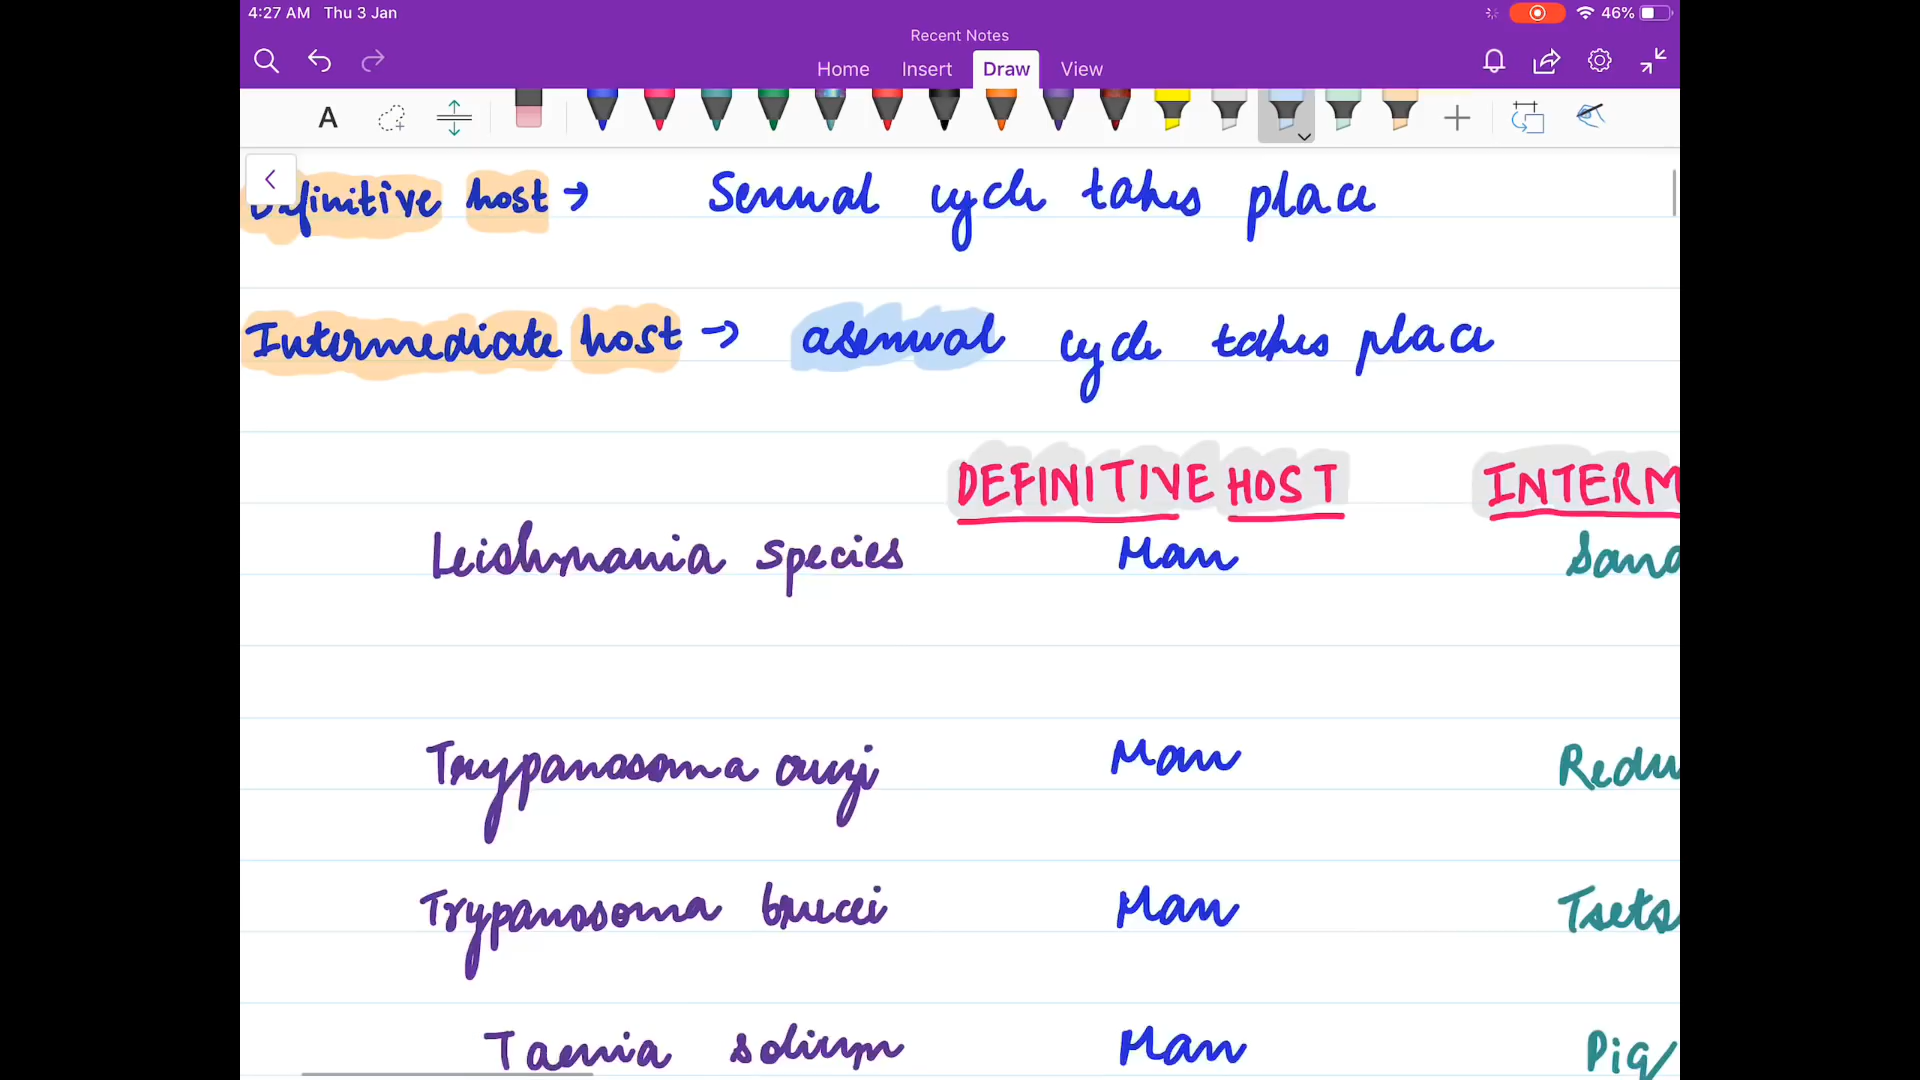 4:27 AM Thu 3 Jan 46%
Recent Notes
Home Insert Draw View
A
Definitive host → Sexual cycle takes place
Intermediate host → asexual cycle takes place
DEFINITIVE HOST INTERM
Leishmania species Man Sand
Trypanosoma cruzi Man Redu
Trypanosoma brucei Man Tsets
Taenia solium Man Pig/